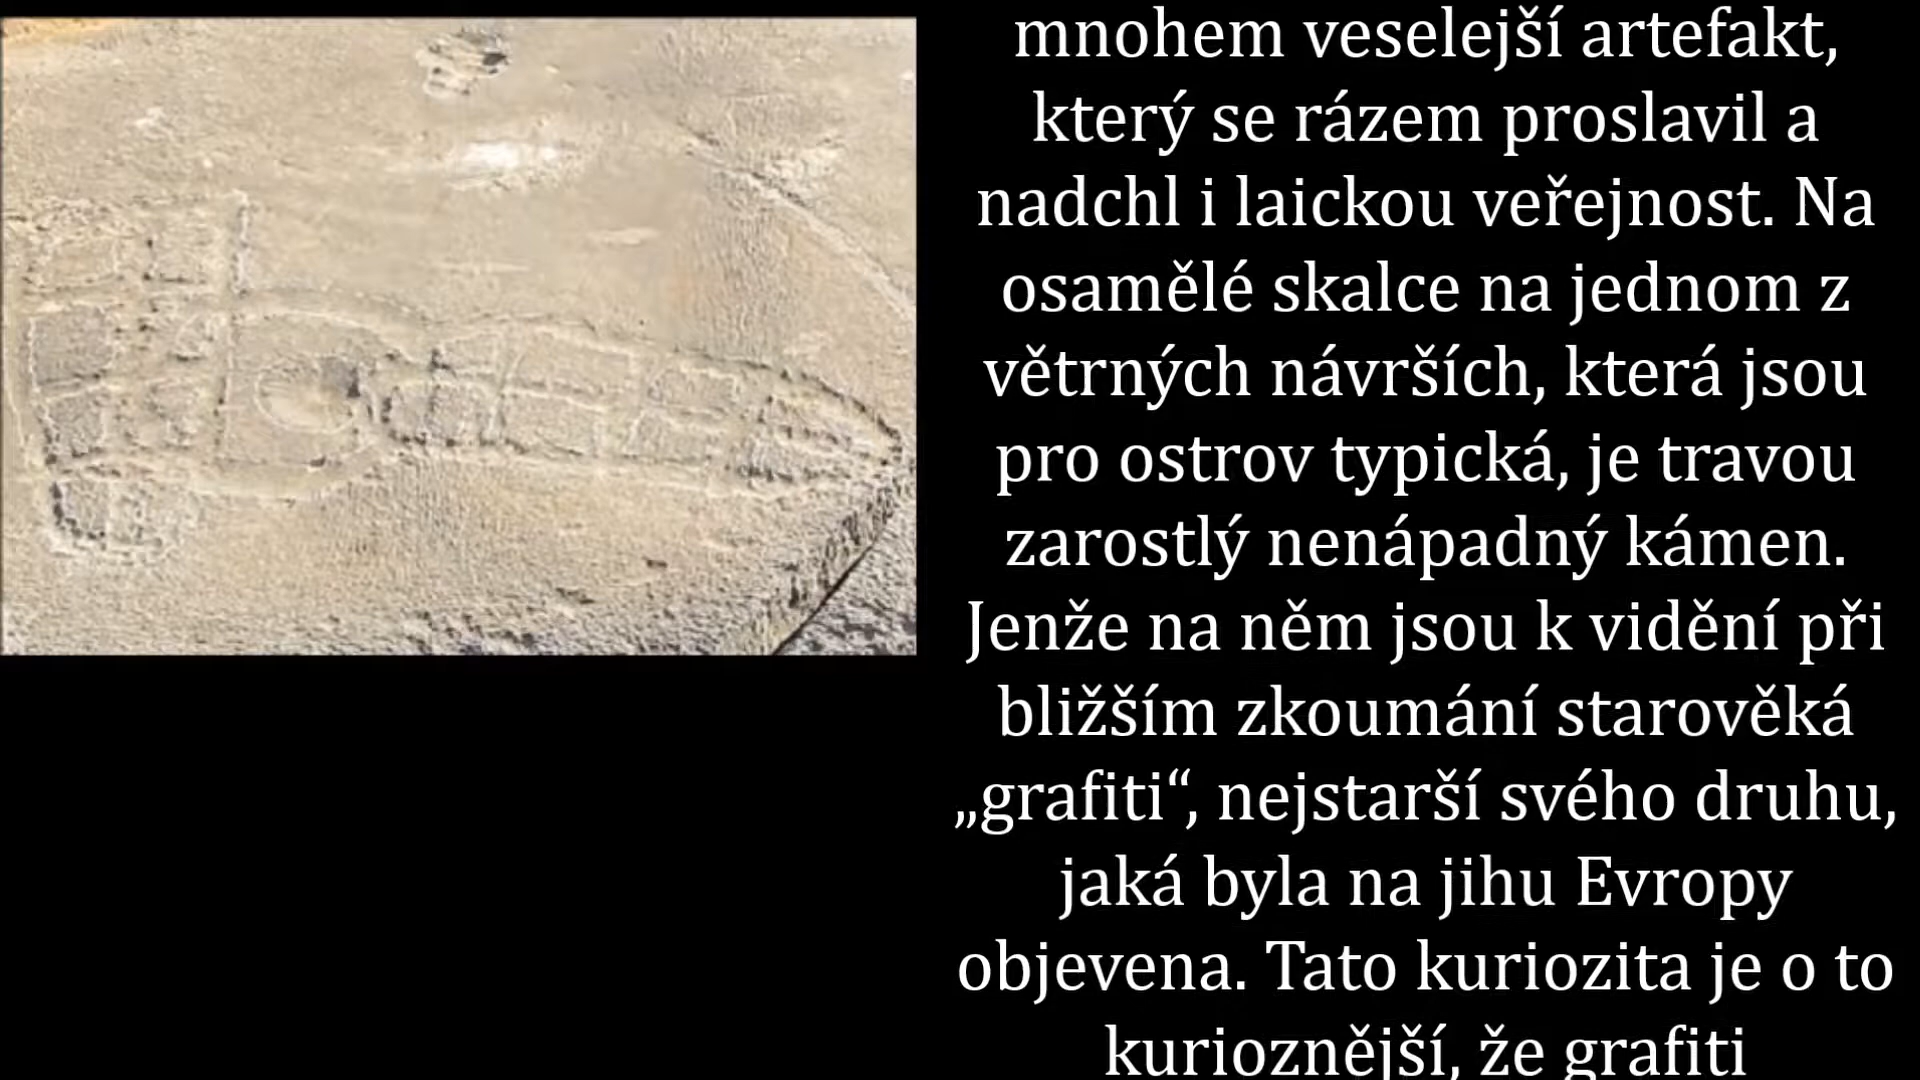 mnohem veselejší artefakt,
který se rázem proslavil a
nadchl i laickou veřejnost. Na
osamělé skalce na jednom z
větrných návrších, která jsou
pro ostrov typická, je travou
zarostlý nenápadný kámen.
Jenže na něm jsou k vidění při
bližším zkoumání starověká
„grafiti“, nejstarší svého druhu,
jaká byla na jihu Evropy
objevena. Tato kuriozita je o to
kurioznější, že grafiti